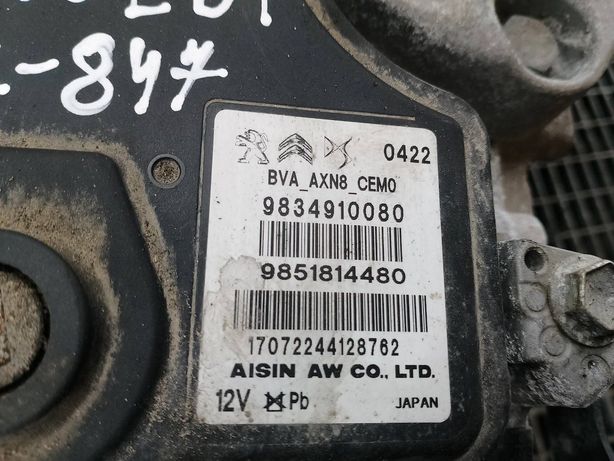 -847
0422
BVA_AXN8_CEMO
9834910080
9851814480
17072244128762
AISIN AW CO., LTD.
12V Pb JAPAN